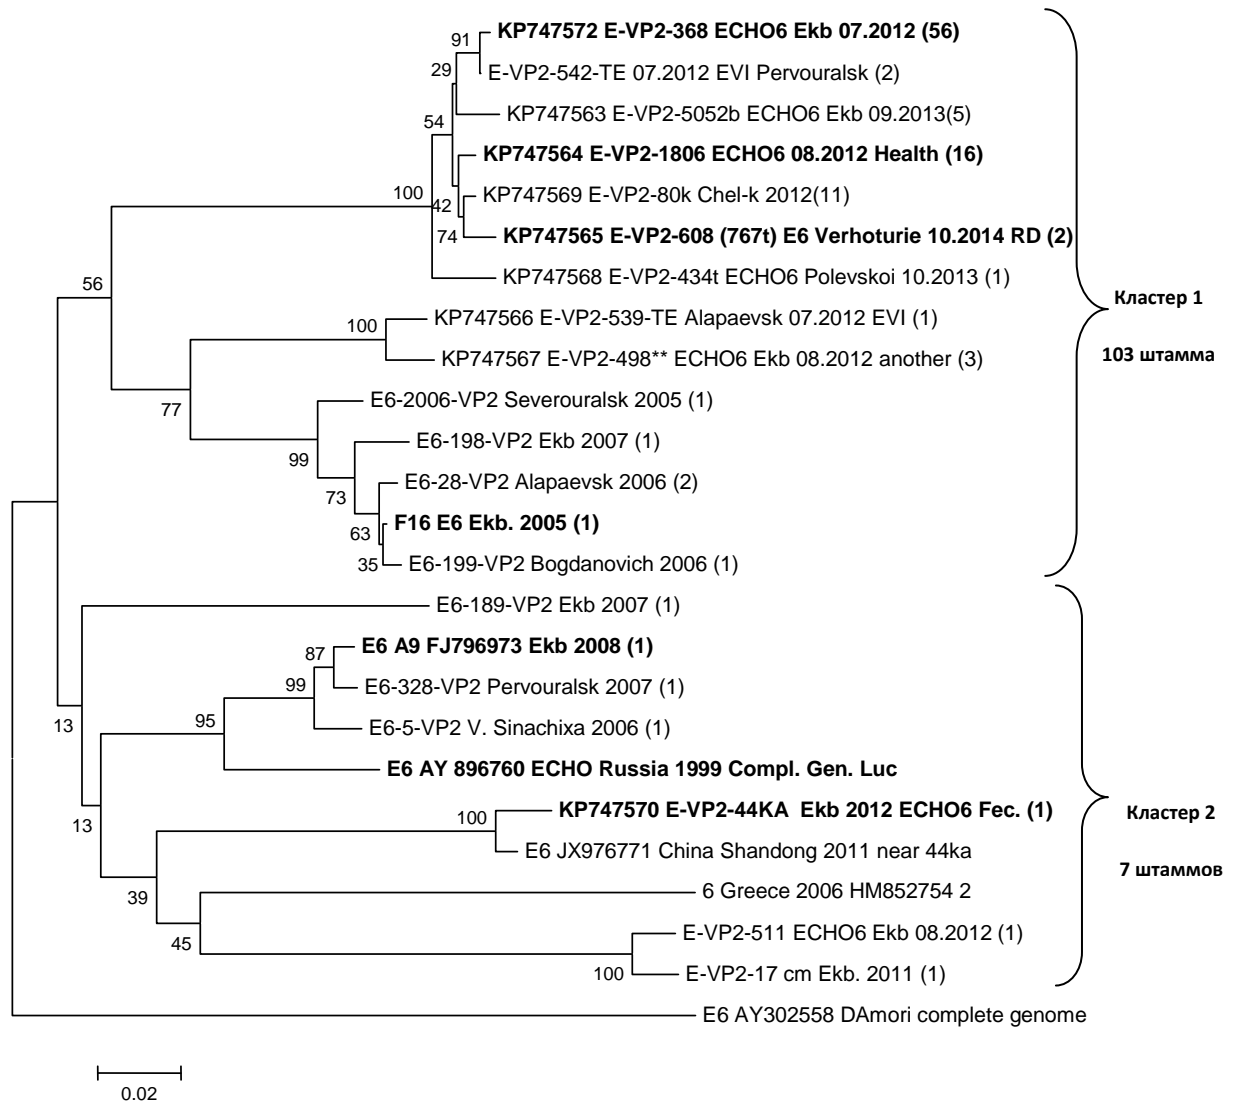 KP747572 E-VP2-368 ECHO6 Ekb 07.2012 (56)
91
E-VP2-542-TE 07.2012 EVI Pervouralsk (2)
29
KP747563 E-VP2-5052b ECHO6 Ekb 09.2013(5)
54
KP747564 E-VP2-1806 ECHO6 08.2012 Health (16)
100
42
KP747569 E-VP2-80k Chel-k 2012(11)
74
KP747565 E-VP2-608 (767t) E6 Verhoturie 10.2014 RD (2)
KP747568 E-VP2-434t ECHO6 Polevskoi 10.2013 (1)
56
Кластер 1
103 штамма
KP747566 E-VP2-539-TE Alapaevsk 07.2012 EVI (1)
100
KP747567 E-VP2-498** ECHO6 Ekb 08.2012 another (3)
77
E6-2006-VP2 Severouralsk 2005 (1)
E6-198-VP2 Ekb 2007 (1)
99
E6-28-VP2 Alapaevsk 2006 (2)
73
F16 E6 Ekb. 2005 (1)
63
E6-199-VP2 Bogdanovich 2006 (1)
35
E6-189-VP2 Ekb 2007 (1)
E6 A9 FJ796973 Ekb 2008 (1)
87
E6-328-VP2 Pervouralsk 2007 (1)
99
E6-5-VP2 V. Sinachixa 2006 (1)
95
13
E6 AY 896760 ECHO Russia 1999 Compl. Gen. Luc
KP747570 E-VP2-44KA Ekb 2012 ECHO6 Fec. (1)
100
13
Кластер 2
7 штаммов
E6 JX976771 China Shandong 2011 near 44ka
39
6 Greece 2006 HM852754 2
45
E-VP2-511 ECHO6 Ekb 08.2012 (1)
100
E-VP2-17 cm Ekb. 2011 (1)
E6 AY302558 DAmori complete genome
0.02